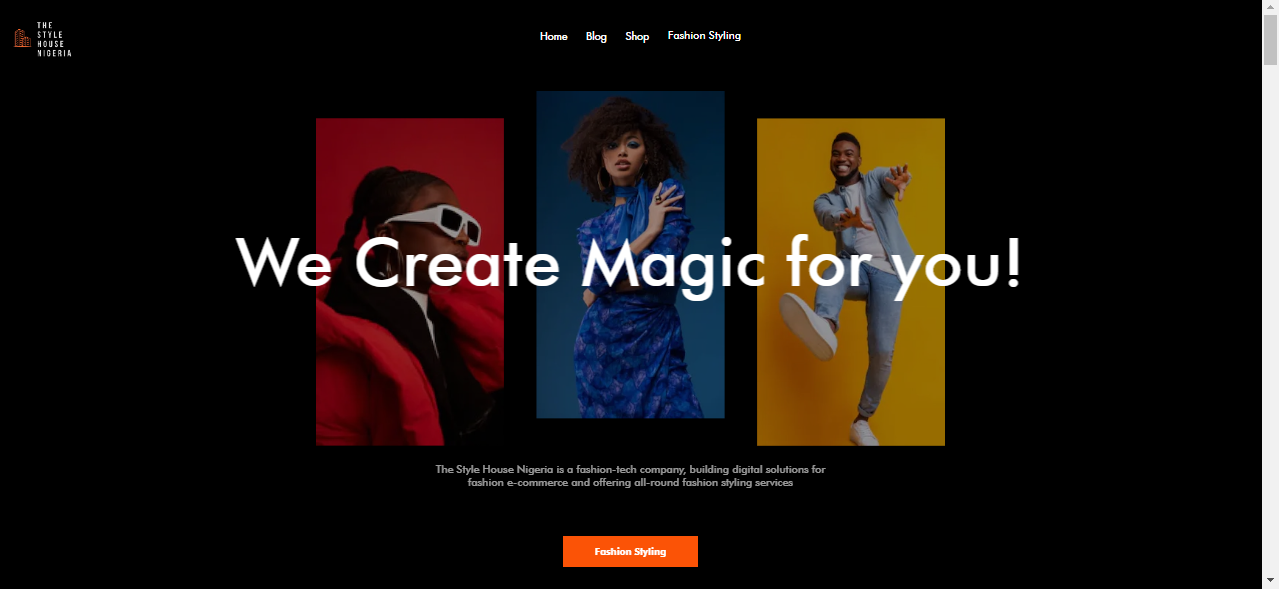 THE
STYLE
HOUSE
NIGERIA
Home Blog Shop Fashion Styling
We Create Magic for you!
The Style House Nigeria is a fashion-tech company, building digital solutions for
fashion e-commerce and offering all-round fashion styling services
Fashion Styling